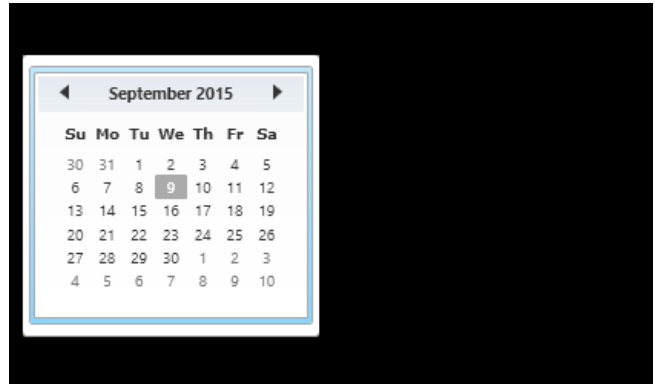 September 2015
Su Mo Tu We Th Fr Sa
30 31 1 2 3 4 5
6 7 8 9 10 11 12
13 14 15 16 17 18 19
20 21 22 23 24 25 26
27 28 29 30 1 2 3
4 5 6 7 8 9 10